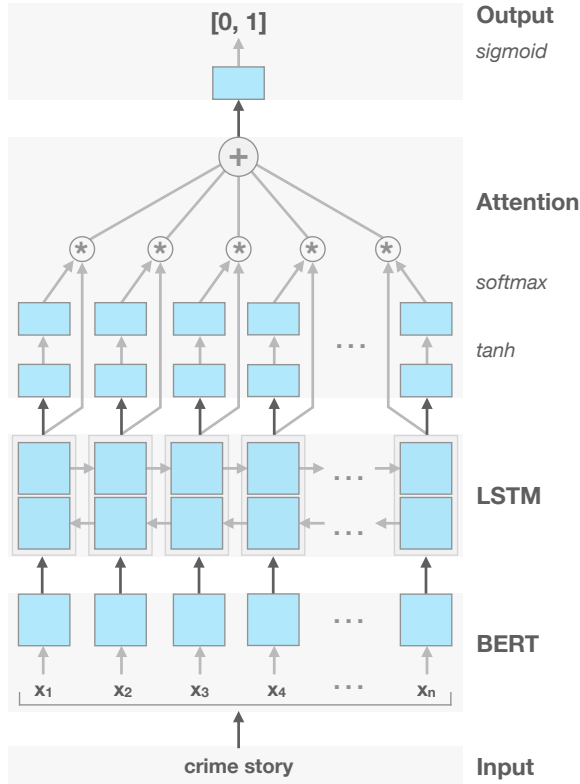 [0, 1]
Output
sigmoid
+
Attention
* * * * *
softmax
...
tanh
...
LSTM
...
...
BERT
x1 x2 x3 x4 ... xn
crime story
Input